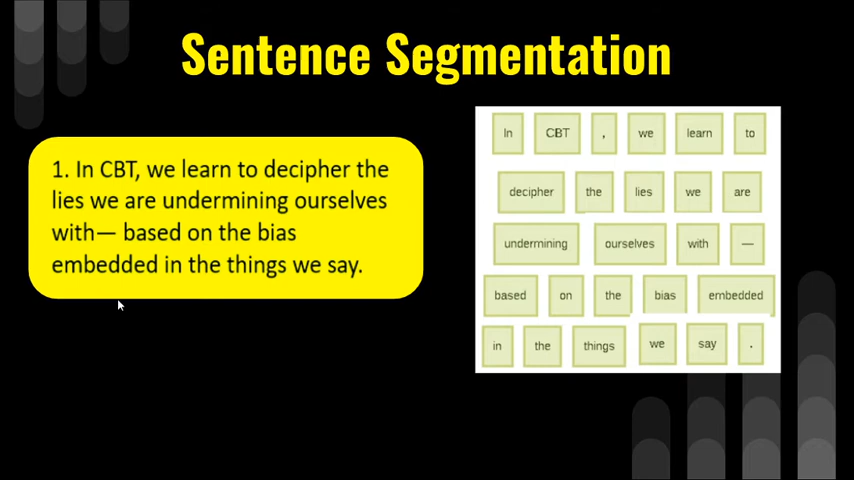 Sentence Segmentation
1. In CBT, we learn to decipher the
lies we are undermining ourselves
with— based on the bias
embedded in the things we say.
In CBT , we learn to
decipher the lies we are
undermining ourselves with —
based on the bias embedded
in the things we say .